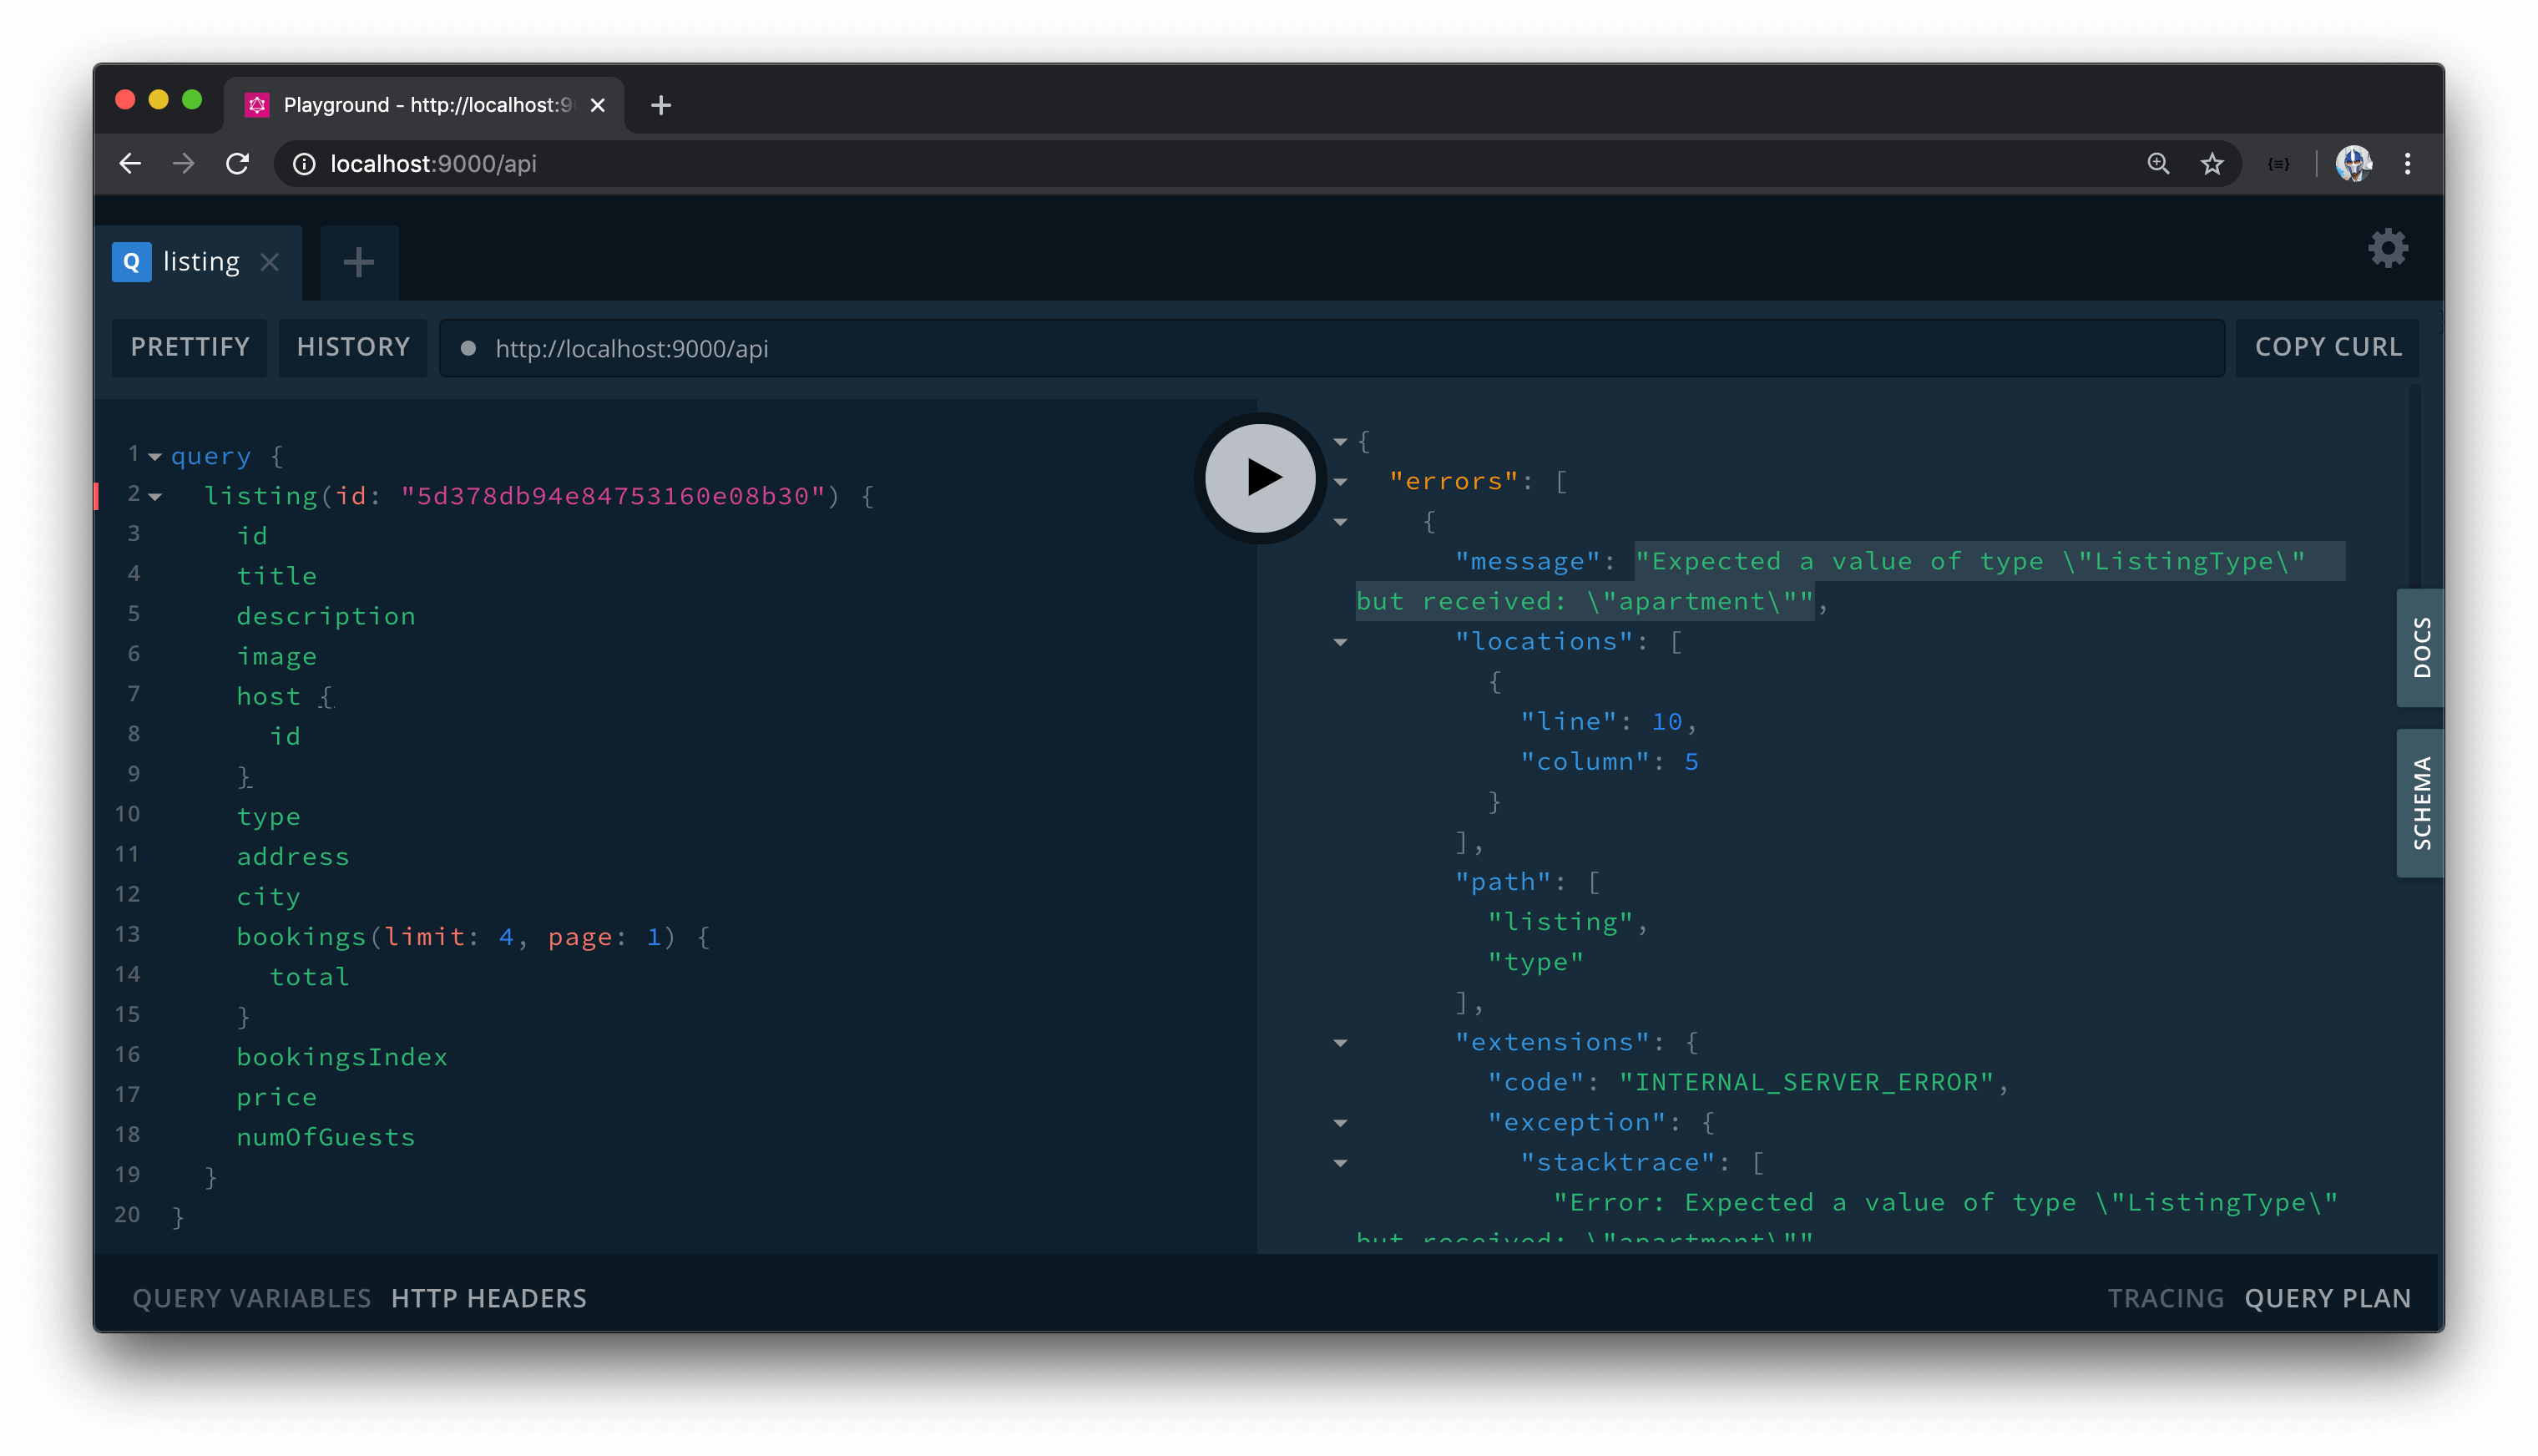 Playground - http://localhost:9
localhost:9000/api
Q listing
PRETTIFY HISTORY http://localhost:9000/api COPY CURL
1 query {
2 listing(id: "5d378db94e84753160e08b30") {
3 id
4 title
5 description
6 image
7 host {
8 id
9 }
10 type
11 address
12 city
13 bookings(limit: 4, page: 1) {
14 total
15 }
16 bookingsIndex
17 price
18 numOfGuests
19 }
20 }
{
"errors": [
{
"message": "Expected a value of type \"ListingType\"
but received: \"apartment\"",
"locations": [
{
"line": 10,
"column": 5
}
],
"path": [
"listing",
"type"
],
"extensions": {
"code": "INTERNAL_SERVER_ERROR",
"exception": {
"stacktrace": [
"Error: Expected a value of type \"ListingType\"
but received: \"apartment\""
DOCS
SCHEMA
QUERY VARIABLES HTTP HEADERS
TRACING QUERY PLAN